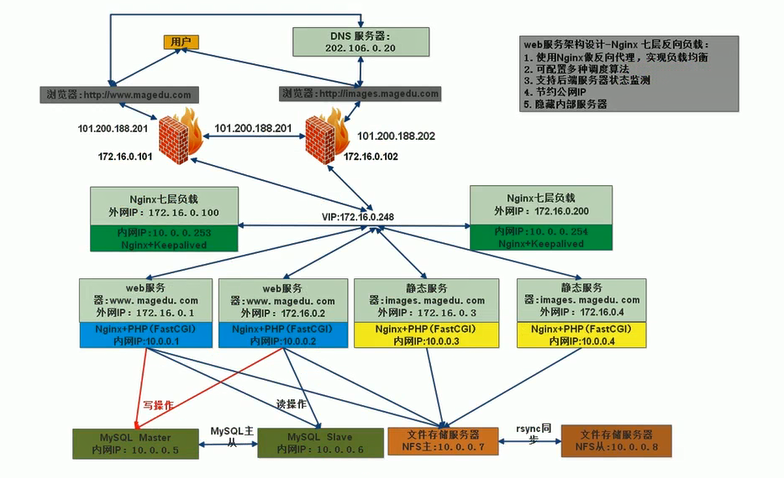 DNS 服务器:
202.106.0.20
用户
web服务架构设计-Nginx 七层反向负载:
1. 使用Nginx做反向代理, 实现负载均衡
2. 可配置多种调度算法
3. 支持后端服务器状态监测
4. 节约公网IP
5. 隐藏内部服务器
浏览器:http://www.magedu.com
浏览器:http://images.magedu.com
101.200.188.201
101.200.188.201
101.200.188.202
172.16.0.101
172.16.0.102
Nginx七层负载
外网IP: 172.16.0.100
内网IP:10.0.0.253
Nginx+Keepalived
VIP:172.16.0.248
Nginx七层负载
外网IP: 172.16.0.200
内网IP:10.0.0.254
Nginx+Keepalived
web服务
器:www.magedu.com
外网IP: 172.16.0.1
Nginx+PHP(FastCGI)
内网IP:10.0.0.1
web服务
器:www.magedu.com
外网IP: 172.16.0.2
Nginx+PHP(FastCGI)
内网IP:10.0.0.2
静态服务
器:images.magedu.com
外网IP: 172.16.0.3
Nginx+PHP(FastCGI)
内网IP:10.0.0.3
静态服务
器:images.magedu.com
外网IP: 172.16.0.4
Nginx+PHP(FastCGI)
内网IP:10.0.0.4
写操作
读操作
MySQL Master
内网IP: 10.0.0.5
MySQL主
从
MySQL Slave
内网IP: 10.0.0.6
文件存储服务器
NFS主:10.0.0.7
rsync同
步
文件存储服务器
NFS从:10.0.0.8